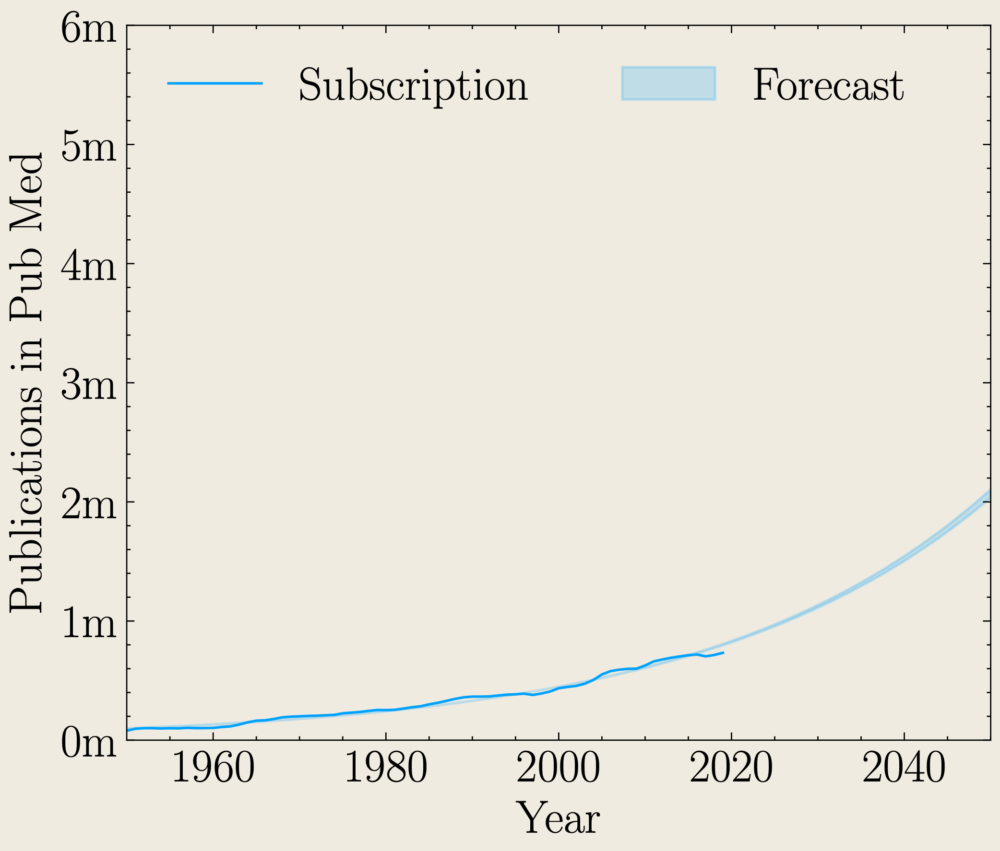 6m
5m
4m
3m
2m
1m
0m
Publications in Pub Med
Subscription
Forecast
1960
1980
2000
2020
2040
Year